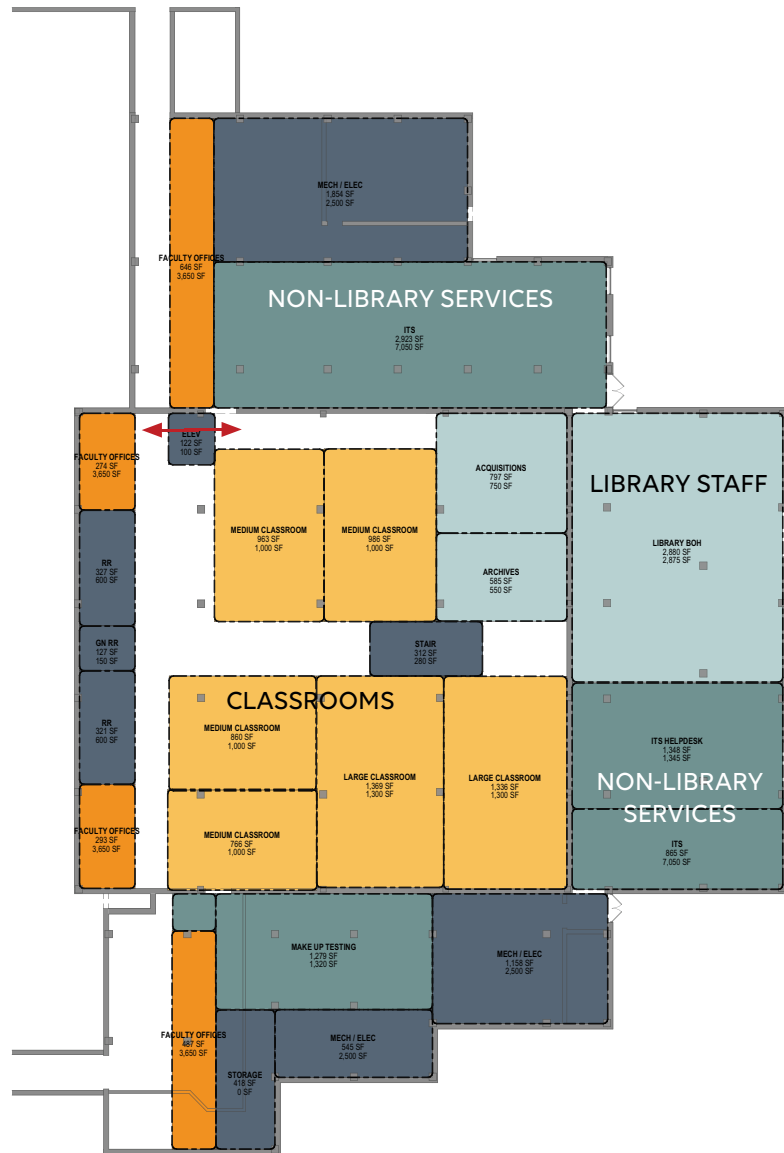 MECH / ELEC
1,854 SF
2,500 SF
FACULTY OFFICES
646 SF
3,650 SF
NON-LIBRARY SERVICES
ITS
2,923 SF
7,050 SF
ELEV
122 SF
100 SF
FACULTY OFFICES
274 SF
3,650 SF
ACQUISITIONS
797 SF
750 SF
LIBRARY STAFF
LIBRARY BOH
2,880 SF
2,875 SF
MEDIUM CLASSROOM
963 SF
1,000 SF
MEDIUM CLASSROOM
986 SF
1,000 SF
RR
327 SF
600 SF
ARCHIVES
585 SF
550 SF
GN RR
127 SF
150 SF
STAIR
312 SF
280 SF
CLASSROOMS
RR
321 SF
600 SF
MEDIUM CLASSROOM
860 SF
1,000 SF
LARGE CLASSROOM
1,369 SF
1,300 SF
LARGE CLASSROOM
1,336 SF
1,300 SF
ITS HELPDESK
1,348 SF
1,345 SF
NON-LIBRARY
SERVICES
FACULTY OFFICES
293 SF
3,650 SF
MEDIUM CLASSROOM
766 SF
1,000 SF
ITS
865 SF
7,050 SF
MAKE UP TESTING
1,279 SF
1,320 SF
MECH / ELEC
1,158 SF
2,500 SF
FACULTY OFFICES
487 SF
3,650 SF
MECH / ELEC
545 SF
2,500 SF
STORAGE
418 SF
0 SF